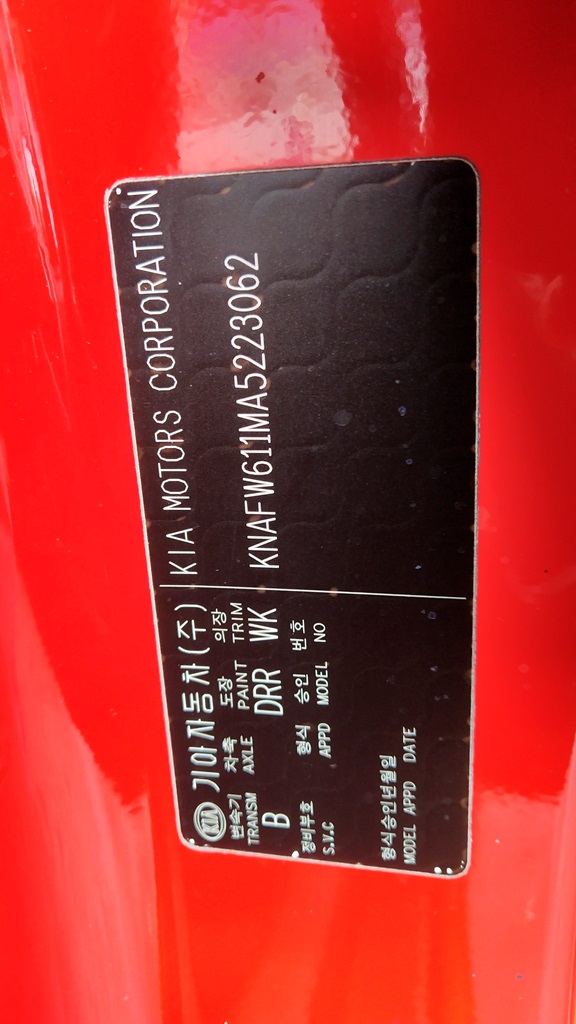 KIA 기아자동차(주) KIA MOTORS CORPORATION
변속기 차축 도장 의장
TRANSM AXLE PAINT TRIM
B DRR WK KNAFW611MA5223062
정비부호 형식 승인 번호
S.V.C APPD MODEL NO
형식승인년월일
MODEL APPD DATE